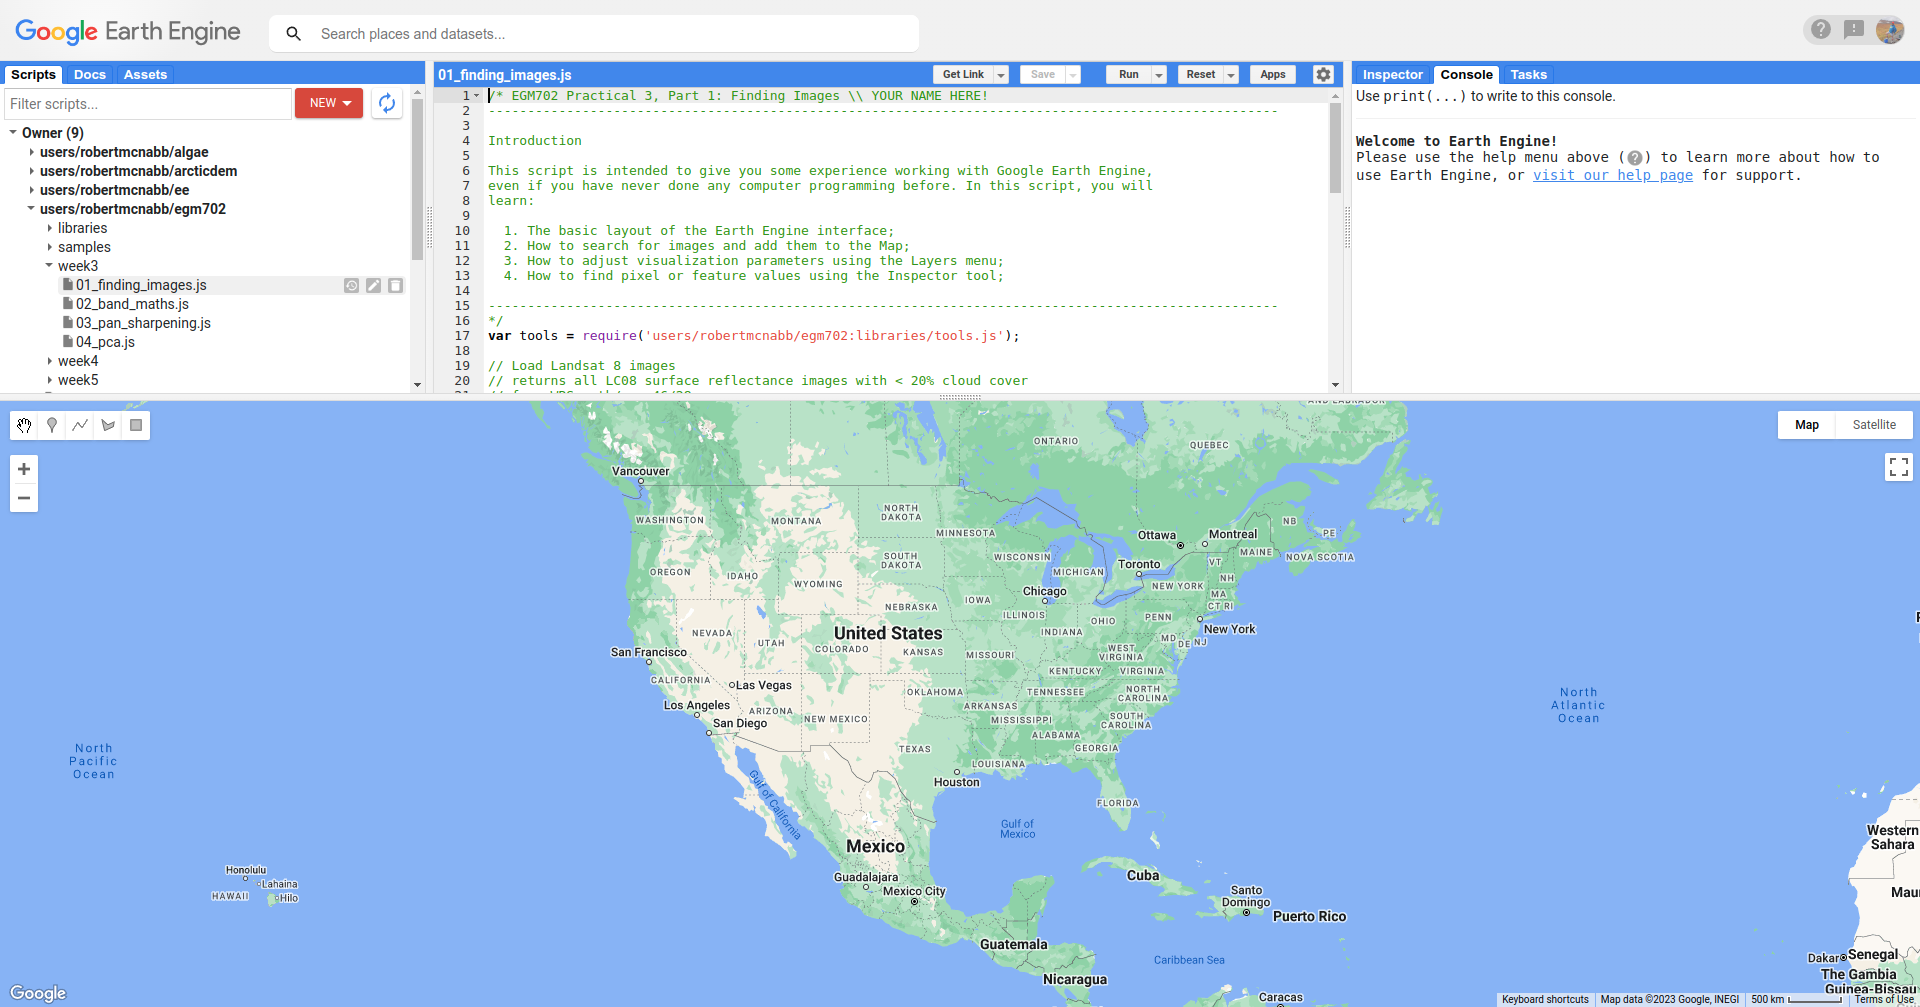 Google Earth Engine
Search places and datasets...
Scripts Docs Assets
Filter scripts...
NEW
Owner (9)
users/robertmcnabb/algae
users/robertmcnabb/arcticdem
users/robertmcnabb/ee
users/robertmcnabb/egm702
libraries
samples
week3
01_finding_images.js
02_band_maths.js
03_pan_sharpening.js
04_pca.js
week4
week5
01_finding_images.js
Get Link Save Run Reset Apps
1 /* EGM702 Practical 3, Part 1: Finding Images \\ YOUR NAME HERE!
2 -----------------------------------------------------------------------------------------------------
3
4 Introduction
5
6 This script is intended to give you some experience working with Google Earth Engine,
7 even if you have never done any computer programming before. In this script, you will
8 learn:
9
10 1. The basic layout of the Earth Engine interface;
11 2. How to search for images and add them to the Map;
12 3. How to adjust visualization parameters using the Layers menu;
13 4. How to find pixel or feature values using the Inspector tool;
14
15 -----------------------------------------------------------------------------------------------------
16 */
17 var tools = require('users/robertmcnabb/egm702:libraries/tools.js');
18
19 // Load Landsat 8 images
20 // returns all LC08 surface reflectance images with < 20% cloud cover
Inspector Console Tasks
Use print(...) to write to this console.
Welcome to Earth Engine!
Please use the help menu above (?) to learn more about how to
use Earth Engine, or visit our help page for support.
Map Satellite
ONTARIO
QUEBEC
Vancouver
WASHINGTON
MONTANA
NORTH
DAKOTA
MINNESOTA
NB
PE
Ottawa
Montreal
MAINE
NOVA SCOTIA
OREGON
IDAHO
WYOMING
SOUTH
DAKOTA
WISCONSIN
MICHIGAN
Toronto
VT
NH
NEW YORK
MA
CT RI
Chicago
IOWA
NEBRASKA
ILLINOIS
INDIANA
OHIO
PENN
New York
NEVADA
UTAH
United States
COLORADO
KANSAS
MISSOURI
WEST
VIRGINIA
MD
DE
NJ
San Francisco
CALIFORNIA
Las Vegas
KENTUCKY
VIRGINIA
OKLAHOMA
TENNESSEE
NORTH
CAROLINA
Los Angeles
ARIZONA
NEW MEXICO
ARKANSAS
MISSISSIPPI
SOUTH
CAROLINA
San Diego
ALABAMA
TEXAS
GEORGIA
LOUISIANA
Houston
FLORIDA
North
Atlantic
Ocean
North
Pacific
Ocean
Gulf of California
Gulf of
Mexico
Mexico
Guadalajara
Mexico City
Honolulu
Lahaina
HAWAII
Hilo
Cuba
Santo
Domingo
Puerto Rico
Guatemala
Nicaragua
Caribbean Sea
Caracas
Western
Sahara
Mau
Dakar
Senegal
The Gambia
Guinea-Bissau
Google
Keyboard shortcuts Map data ©2023 Google, INEGI 500 km Terms of Use